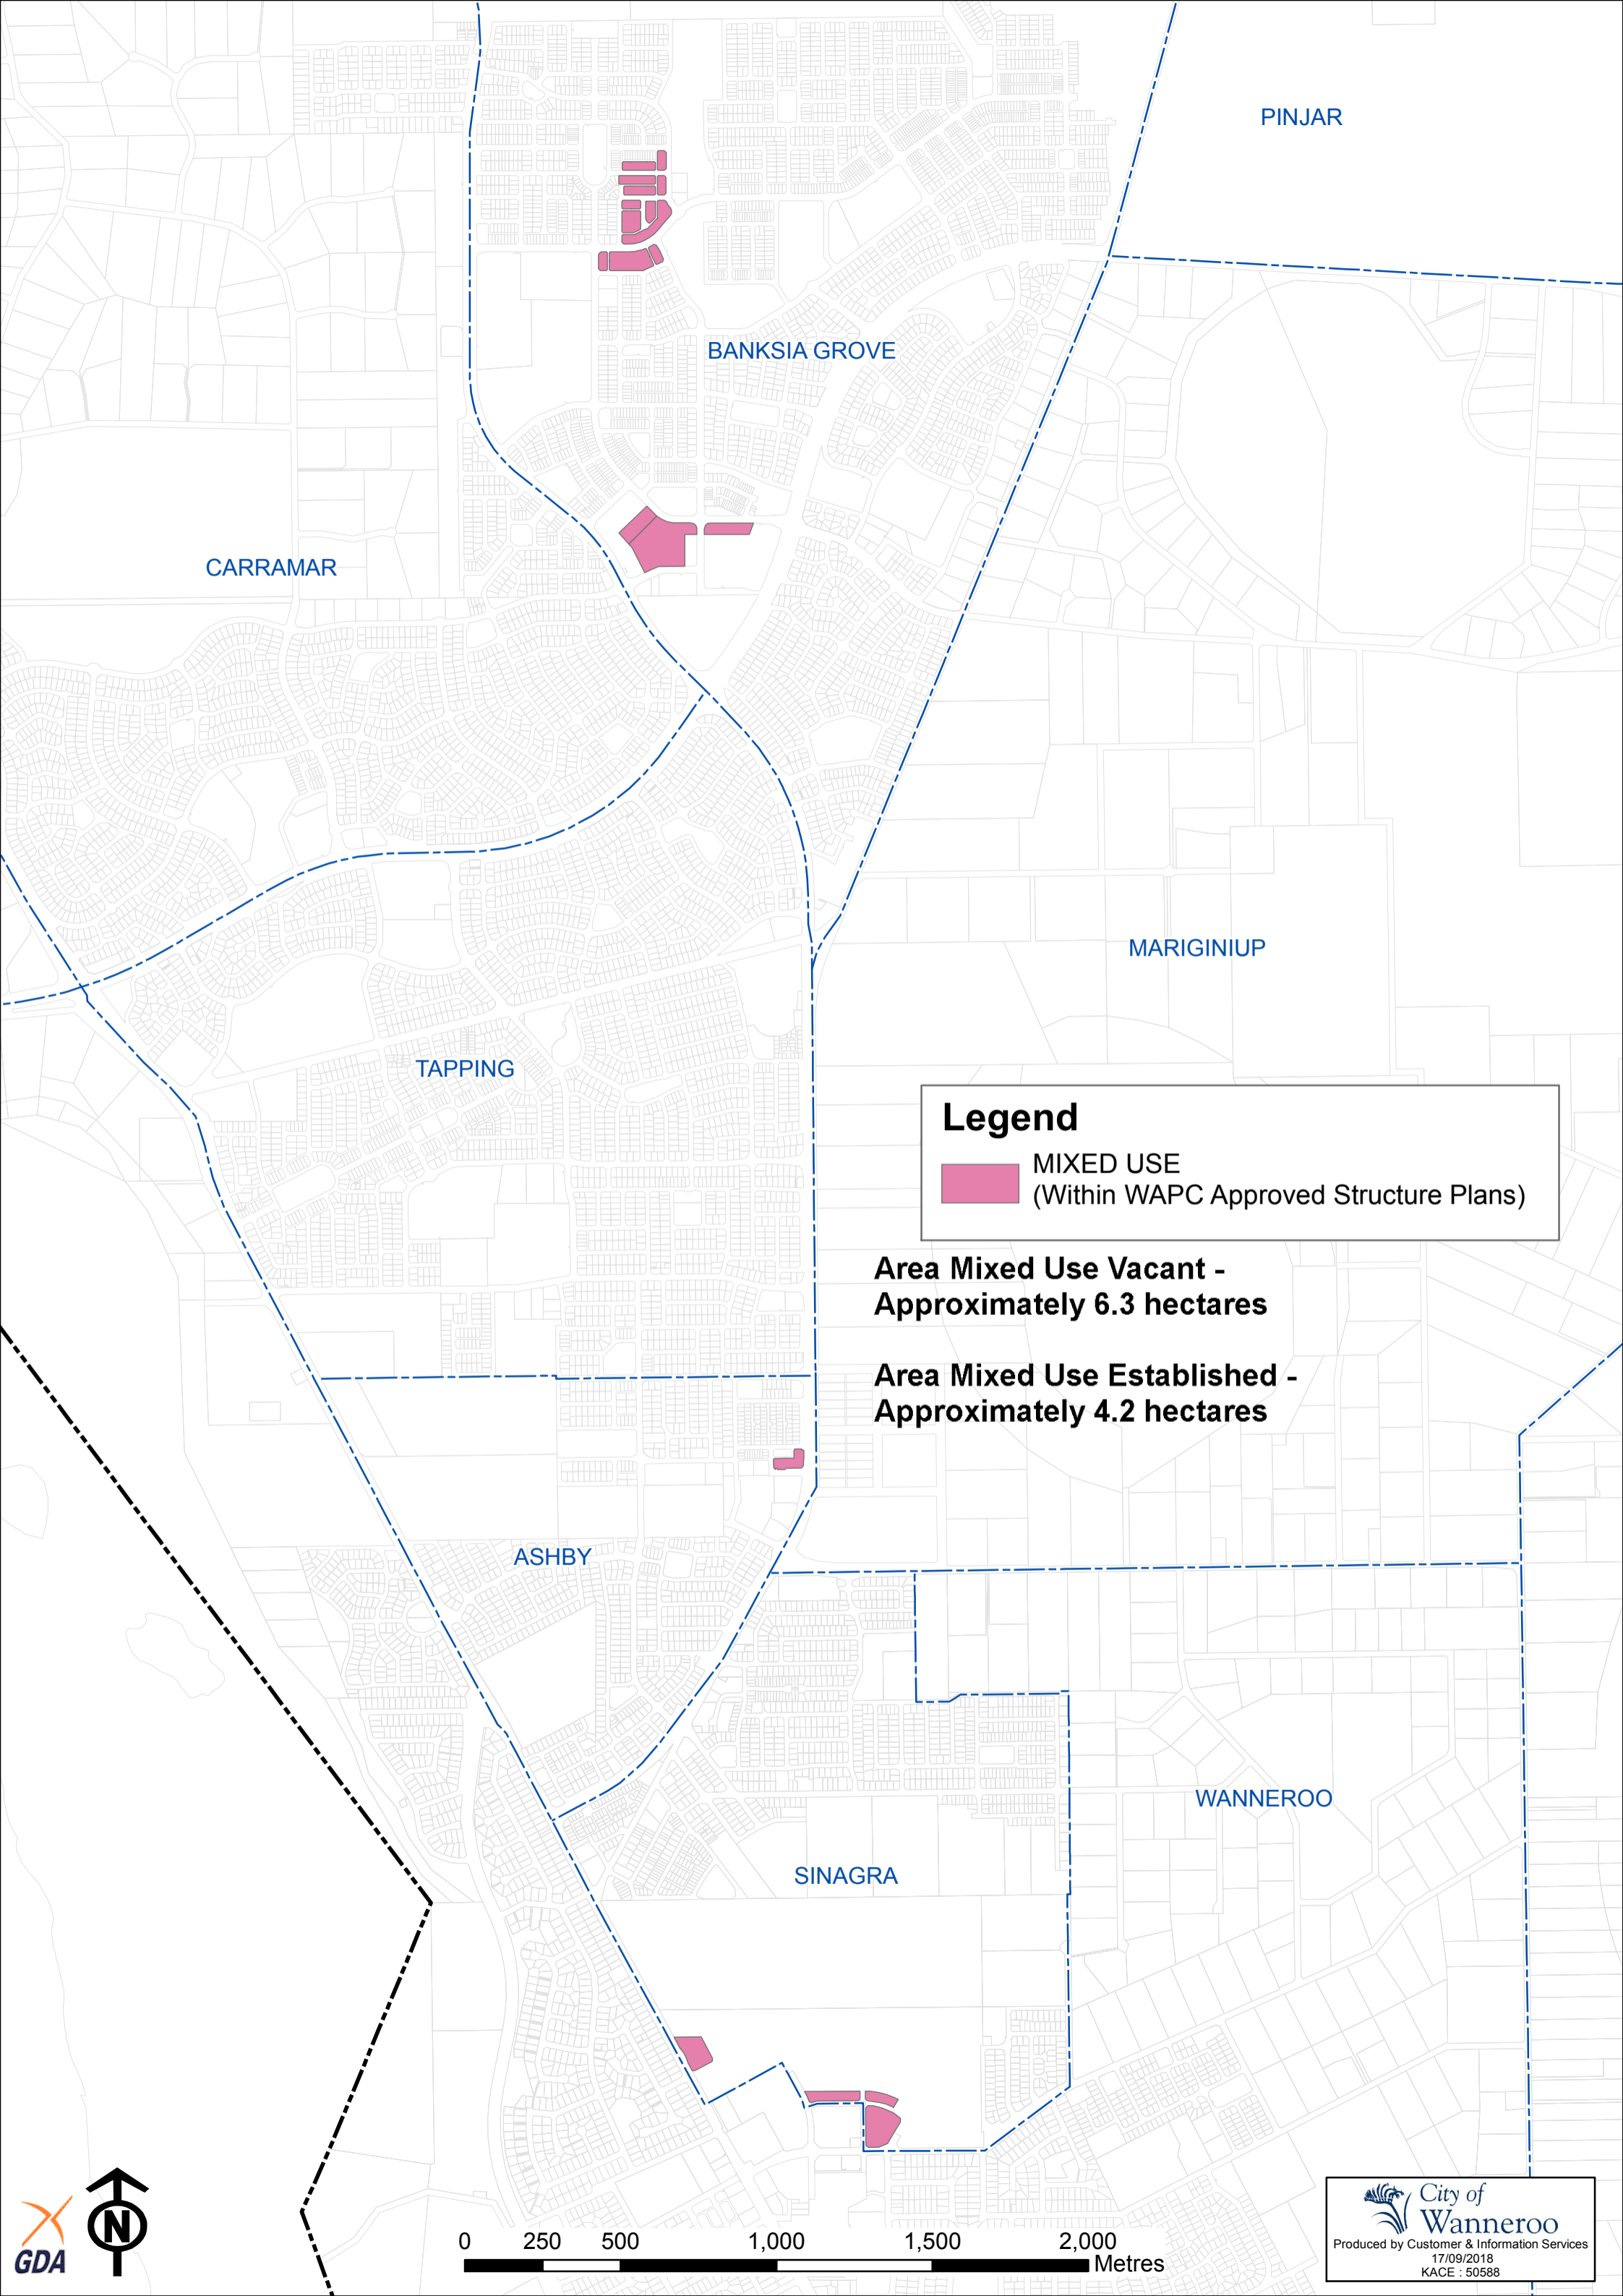 PINJAR
BANKSIA GROVE
CARRAMAR
MARIGINIUP
TAPPING
Legend
MIXED USE
(Within WAPC Approved Structure Plans)
Area Mixed Use Vacant -
Approximately 6.3 hectares
Area Mixed Use Established -
Approximately 4.2 hectares
ASHBY
WANNEROO
SINAGRA
GDA
N
0 250 500 1,000 1,500 2,000
Metres
City of
Wanneroo
Produced by Customer & Information Services
17/09/2018
KACE : 50588